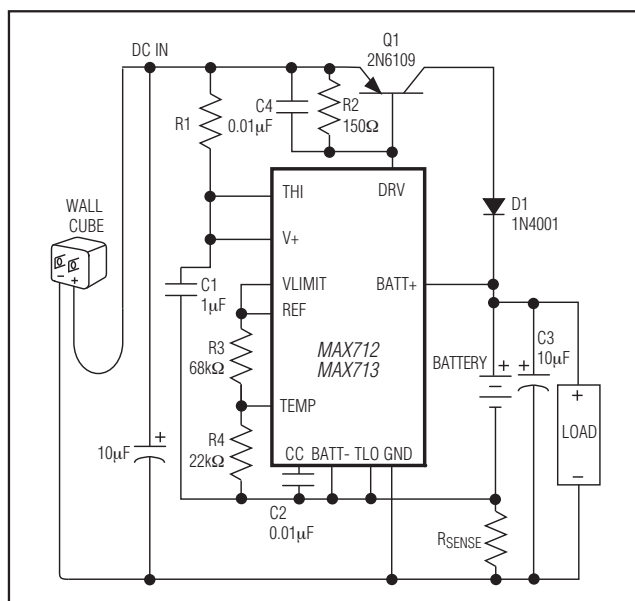 Q1
2N6109
DC IN
R1
C4
0.01µF
R2
150Ω
THI
DRV
D1
1N4001
WALL
CUBE
V+
C1
1µF
VLIMIT
REF
BATT+
R3
68kΩ
MAX712
MAX713
BATTERY
C3
10µF
TEMP
LOAD
R4
22kΩ
10µF
CC BATT- TLO GND
C2
0.01µF
RSENSE